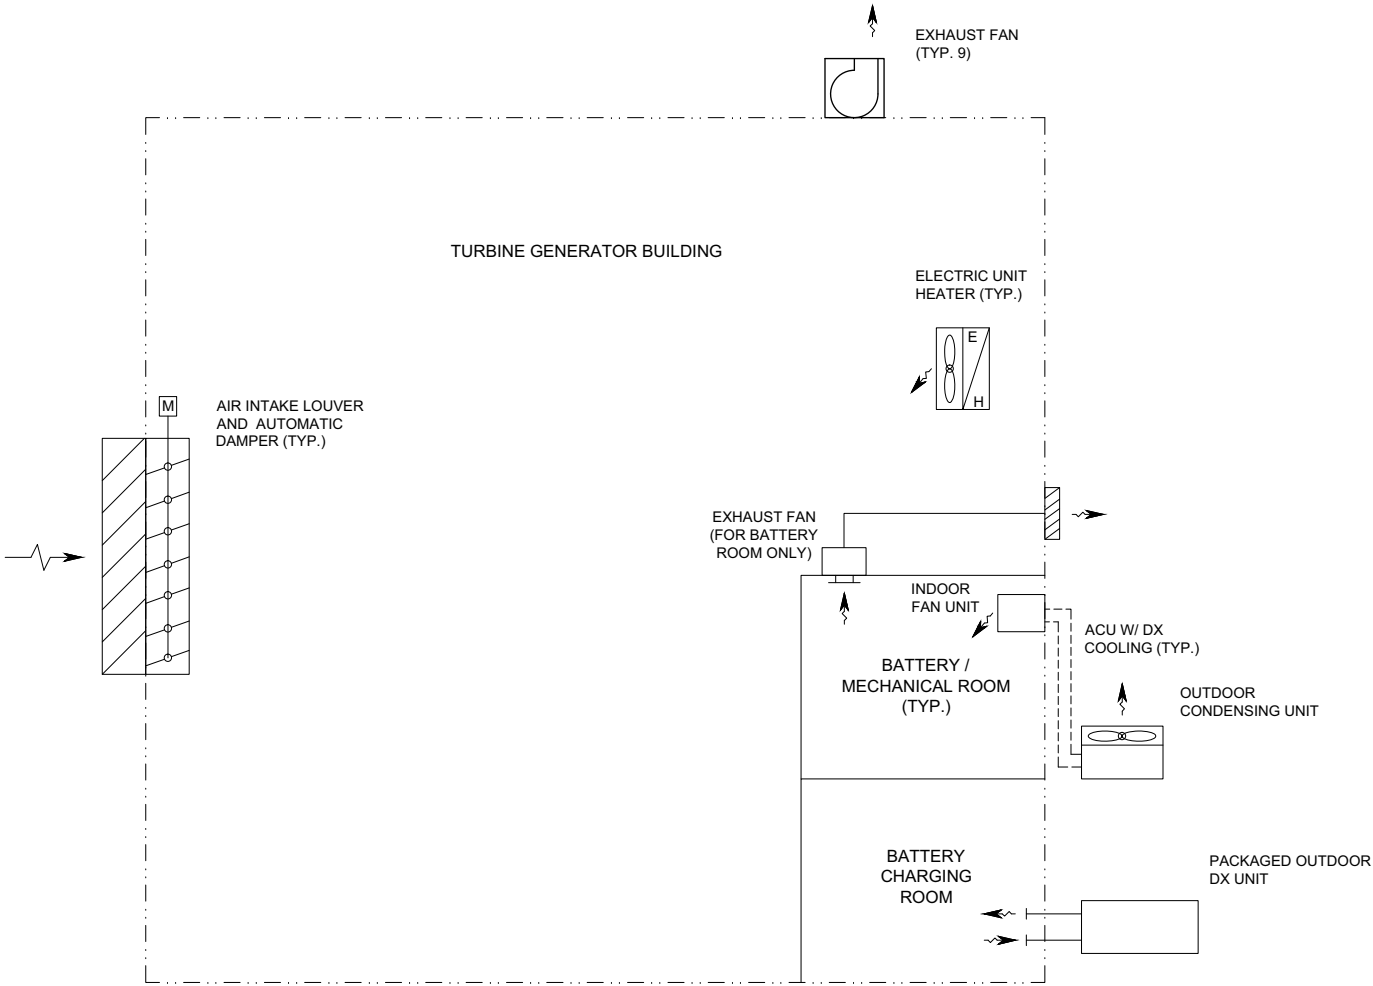 EXHAUST FAN
(TYP. 9)
TURBINE GENERATOR BUILDING
ELECTRIC UNIT
HEATER (TYP.)
E
H
M
AIR INTAKE LOUVER
AND AUTOMATIC
DAMPER (TYP.)
EXHAUST FAN
(FOR BATTERY
ROOM ONLY)
INDOOR
FAN UNIT
ACU W/ DX
COOLING (TYP.)
BATTERY /
MECHANICAL ROOM
(TYP.)
OUTDOOR
CONDENSING UNIT
BATTERY
CHARGING
ROOM
PACKAGED OUTDOOR
DX UNIT